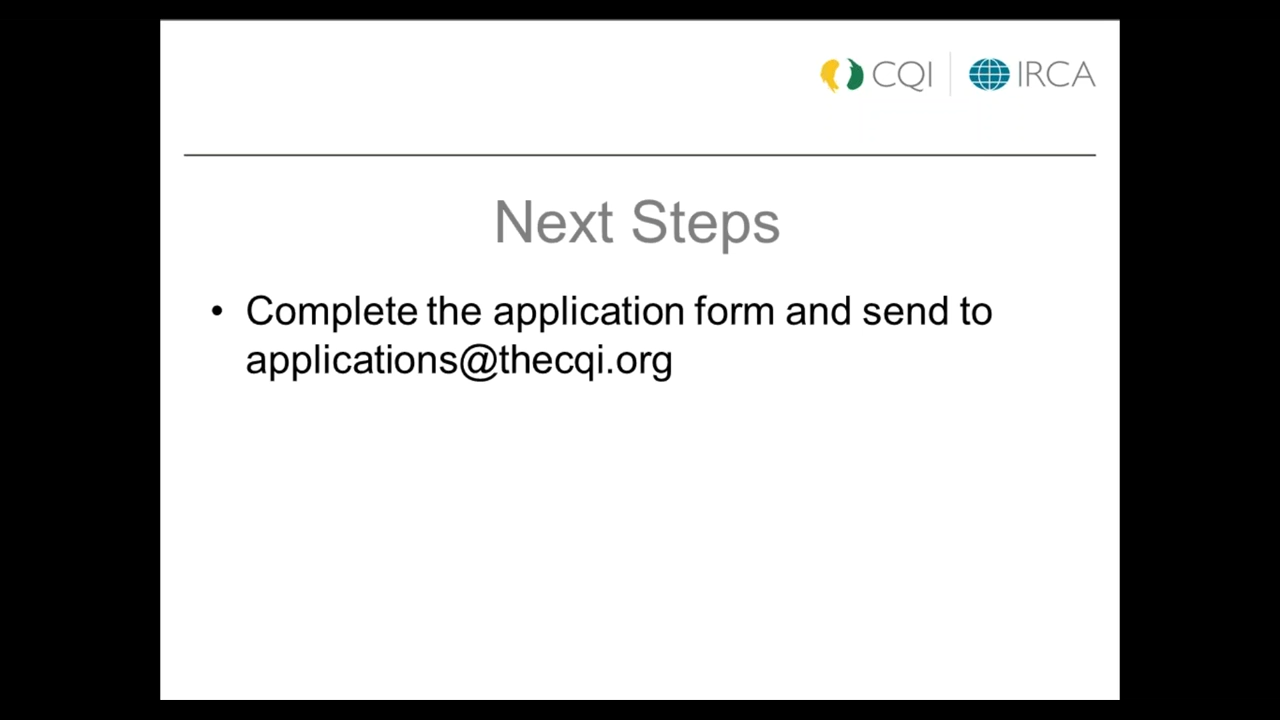 CQI IRCA
Next Steps
• Complete the application form and send to
applications@thecqi.org